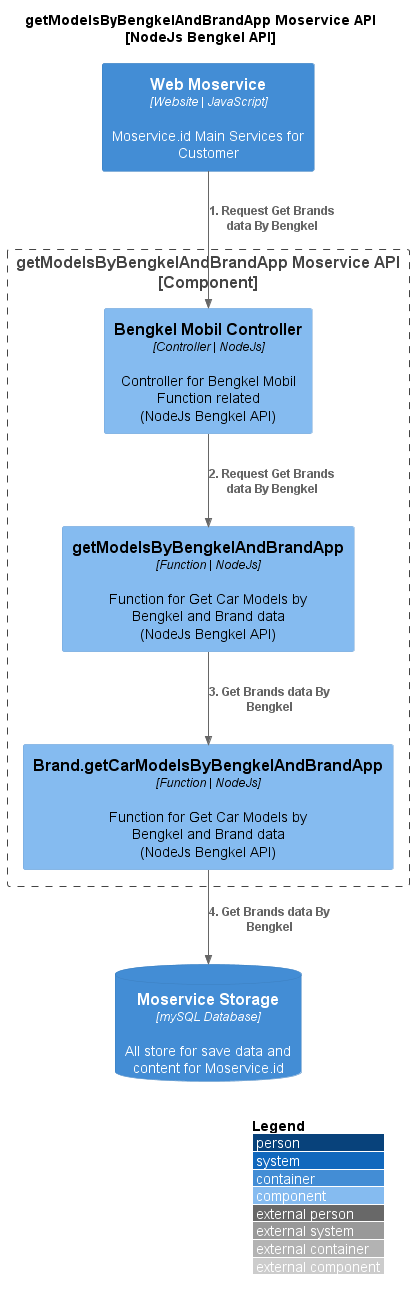 getModelsByBengkelAndBrandApp Moservice API
[NodeJs Bengkel API]
Web Moservice
[Website | JavaScript]
Moservice.id Main Services for
Customer
1. Request Get Brands
data By Bengkel
getModelsByBengkelAndBrandApp Moservice API
[Component]
Bengkel Mobil Controller
[Controller | NodeJs]
Controller for Bengkel Mobil
Function related
(NodeJs Bengkel API)
2. Request Get Brands
data By Bengkel
getModelsByBengkelAndBrandApp
[Function | NodeJs]
Function for Get Car Models by
Bengkel and Brand data
(NodeJs Bengkel API)
3. Get Brands data By
Bengkel
Brand.getCarModelsByBengkelAndBrandApp
[Function | NodeJs]
Function for Get Car Models by
Bengkel and Brand data
(NodeJs Bengkel API)
4. Get Brands data By
Bengkel
Moservice Storage
[mySQL Database]
All store for save data and
content for Moservice.id
Legend
person
system
container
component
external person
external system
external container
external component